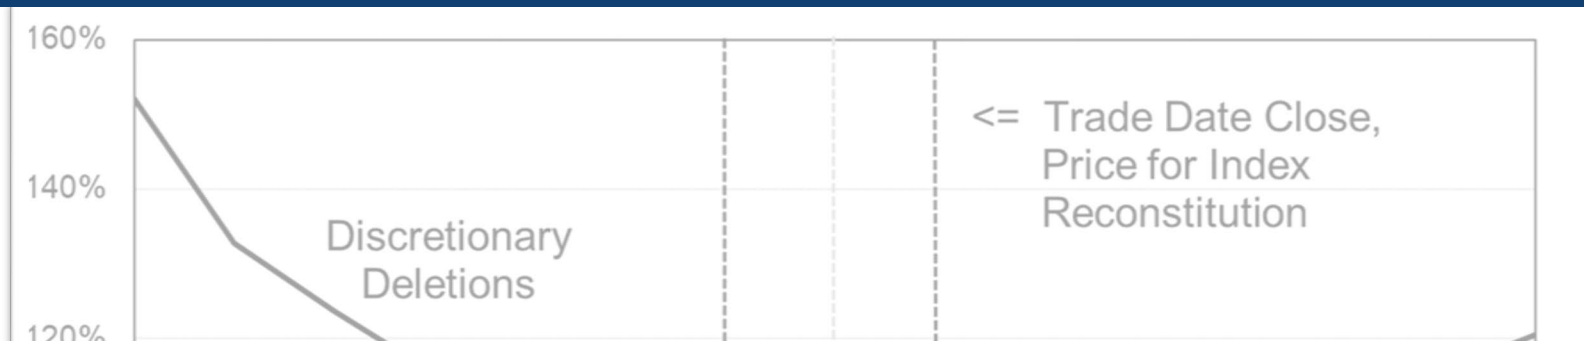 160%
<= Trade Date Close,
Price for Index
140%
Reconstitution
Discretionary
Deletions
120%